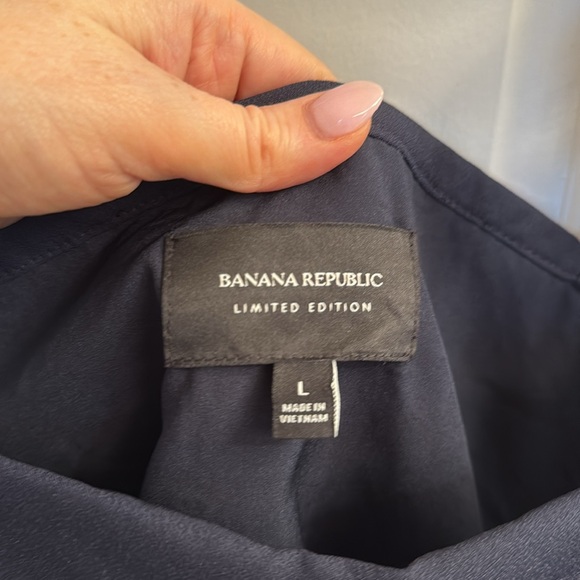 BANANA REPUBLIC
LIMITED EDITION
L
MADE IN
VIETNAM